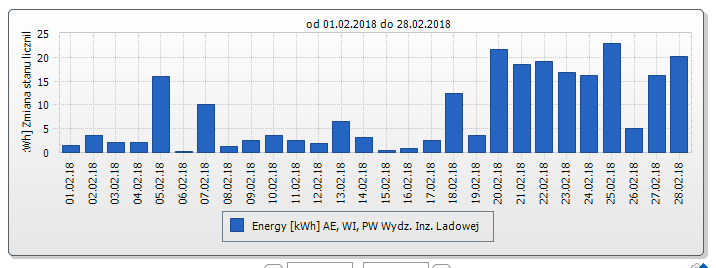 od 01.02.2018 do 28.02.2018
:Wh] Zmiana stanu licznil
25
20
15
10
5
0
01.02.18 02.02.18 03.02.18 04.02.18 05.02.18 06.02.18 07.02.18 08.02.18 09.02.18 10.02.18 11.02.18 12.02.18 13.02.18 14.02.18 15.02.18 16.02.18 17.02.18 18.02.18 19.02.18 20.02.18 21.02.18 22.02.18 23.02.18 24.02.18 25.02.18 26.02.18 27.02.18 28.02.18
Energy [kWh] AE, WI, PW Wydz. Inz. Ladowej